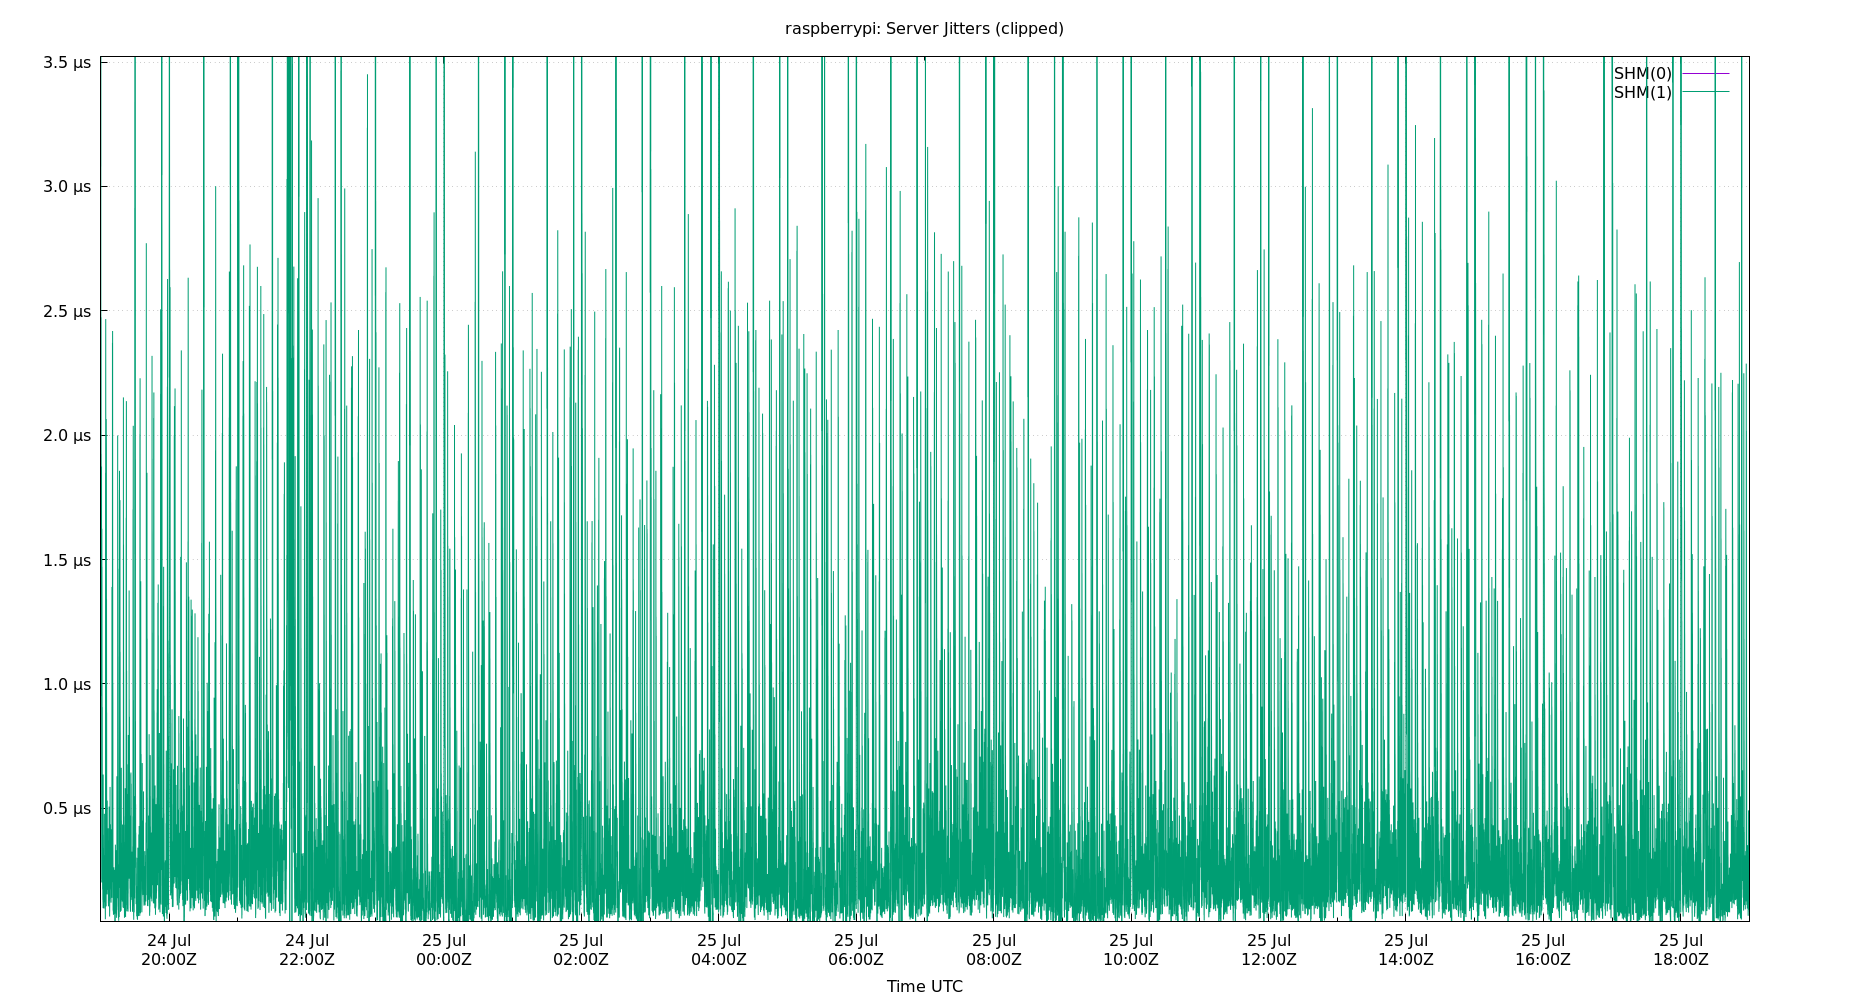 raspberrypi: Server Jitters (clipped)
3.5 µs
3.0 µs
2.5 µs
2.0 µs
1.5 µs
1.0 µs
0.5 µs
SHM(0)
SHM(1)
24 Jul 24 Jul 25 Jul 25 Jul 25 Jul 25 Jul 25 Jul 25 Jul 25 Jul 25 Jul 25 Jul 25 Jul
20:00Z 22:00Z 00:00Z 02:00Z 04:00Z 06:00Z 08:00Z 10:00Z 12:00Z 14:00Z 16:00Z 18:00Z
Time UTC